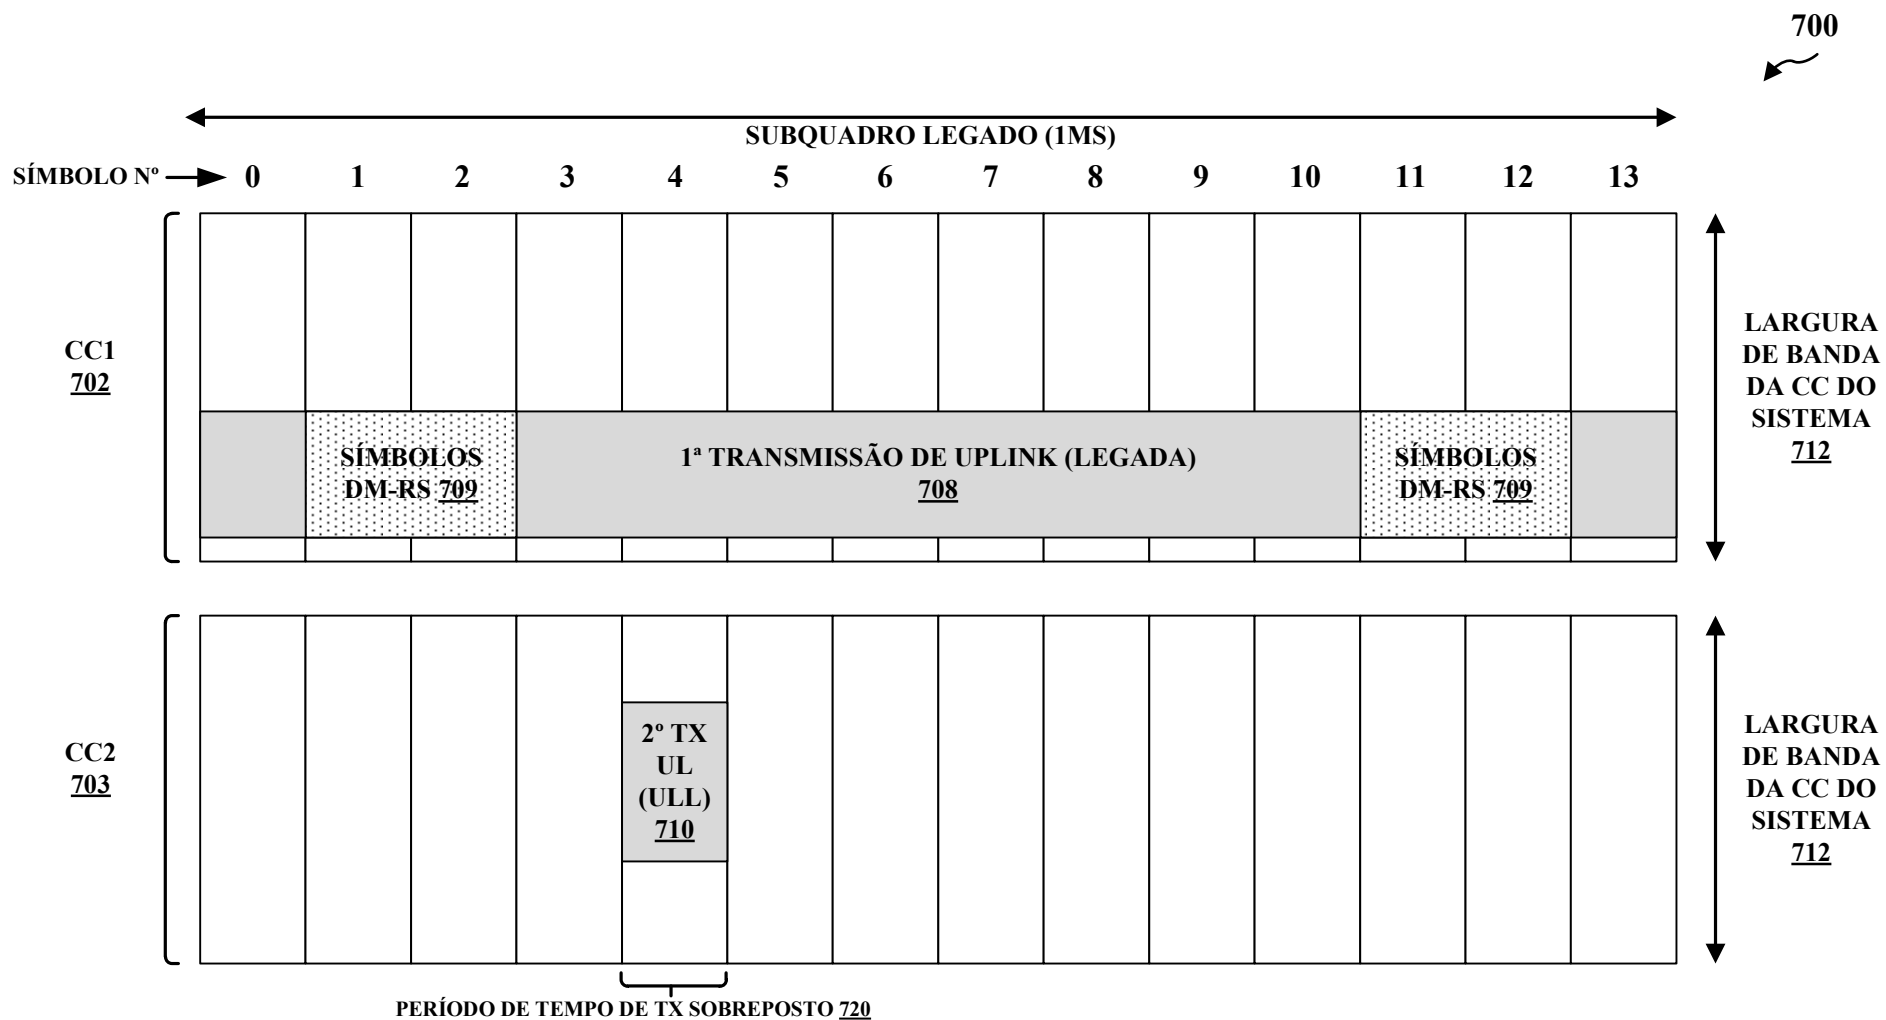 700
SUBQUADRO LEGADO (1MS)
SÍMBOLO Nº 0 1 2 3 4 5 6 7 8 9 10 11 12 13
CC1
702
SÍMBOLOS
DM-RS 709
1ª TRANSMISSÃO DE UPLINK (LEGADA)
708
SÍMBOLOS
DM-RS 709
LARGURA
DE BANDA
DA CC DO
SISTEMA
712
CC2
703
2º TX
UL
(ULL)
710
LARGURA
DE BANDA
DA CC DO
SISTEMA
712
PERÍODO DE TEMPO DE TX SOBREPOSTO 720